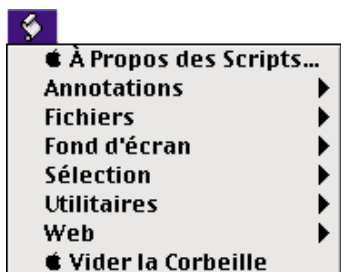 À Propos des Scripts...
Annotations
Fichiers
Fond d'écran
Sélection
Utilitaires
Web
Vider la Corbeille